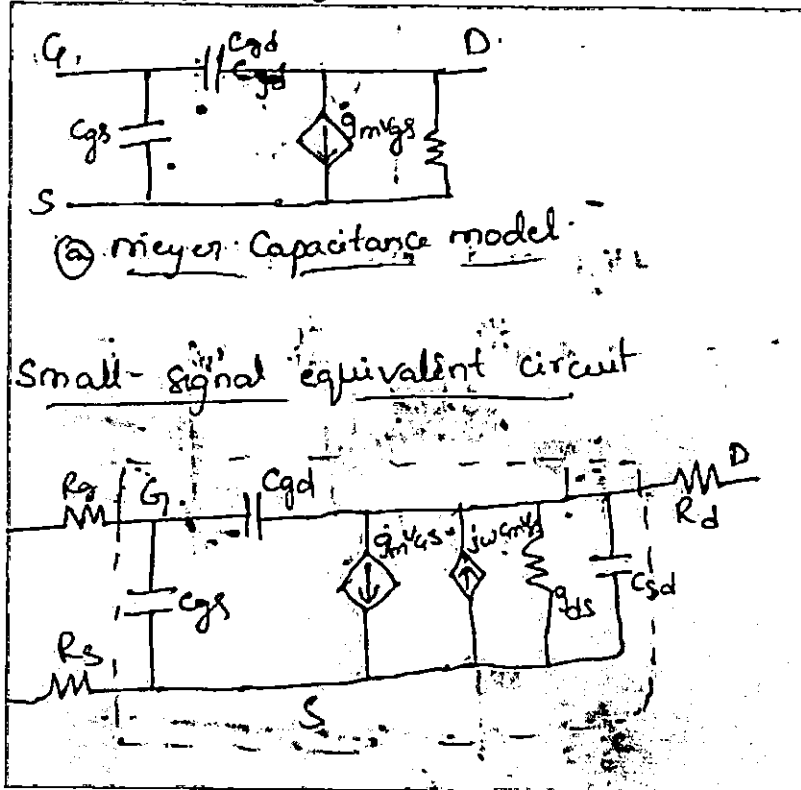 G, Cgd D.
Cgd
Cgs gmVgs
S
(a) Meyer Capacitance model.
Small-signal equivalent circuit
Rg G Cgd D
Rd
gmVGS jωCmVgs
Cgs gds Csd
Rs
S